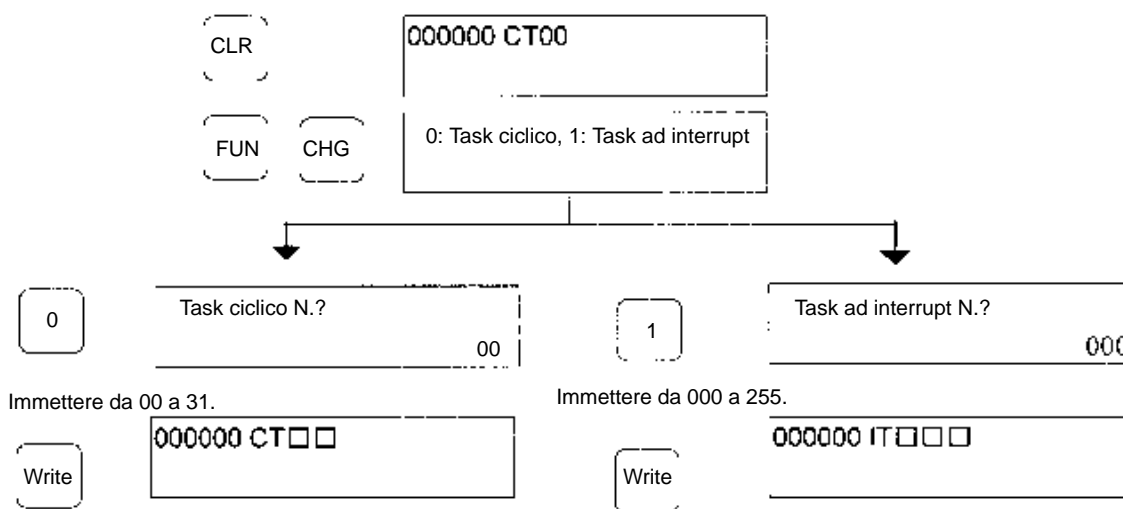 CLR
000000 CT00
FUN CHG
0: Task ciclico, 1: Task ad interrupt
0
Task ciclico N.?
00
1
Task ad interrupt N.?
000
Immettere da 00 a 31.
Immettere da 000 a 255.
Write
000000 CT□□
Write
000000 IT□□□